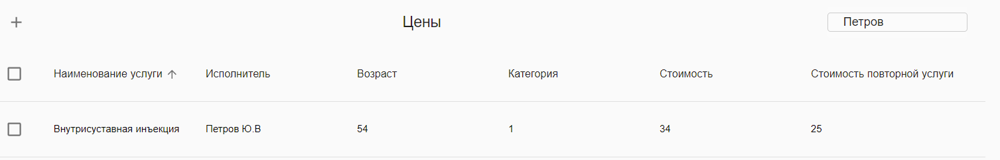 Цены
Петров
Наименование услуги Исполнитель Возраст Категория Стоимость Стоимость повторной услуги
Внутрисуставная инъекция Петров Ю.В 54 1 34 25